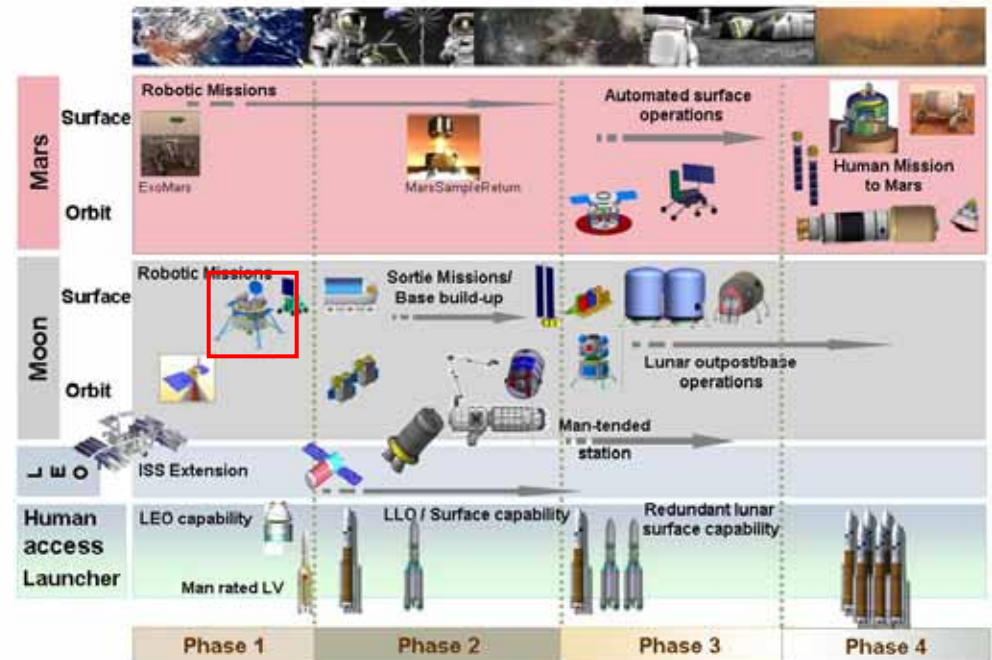 Mars
Surface
Orbit
Robotic Missions
ExoMars
MarsSampleReturn
Automated surface
operations
Human Mission
to Mars
Moon
Surface
Orbit
Robotic Missions
Sortie Missions/
Base build-up
Lunar outpost/base
operations
Man-tended
station
LEO
ISS Extension
Human
access
Launcher
LEO capability
Man rated LV
LLO / Surface capability
Redundant lunar
surface capability
Phase 1
Phase 2
Phase 3
Phase 4